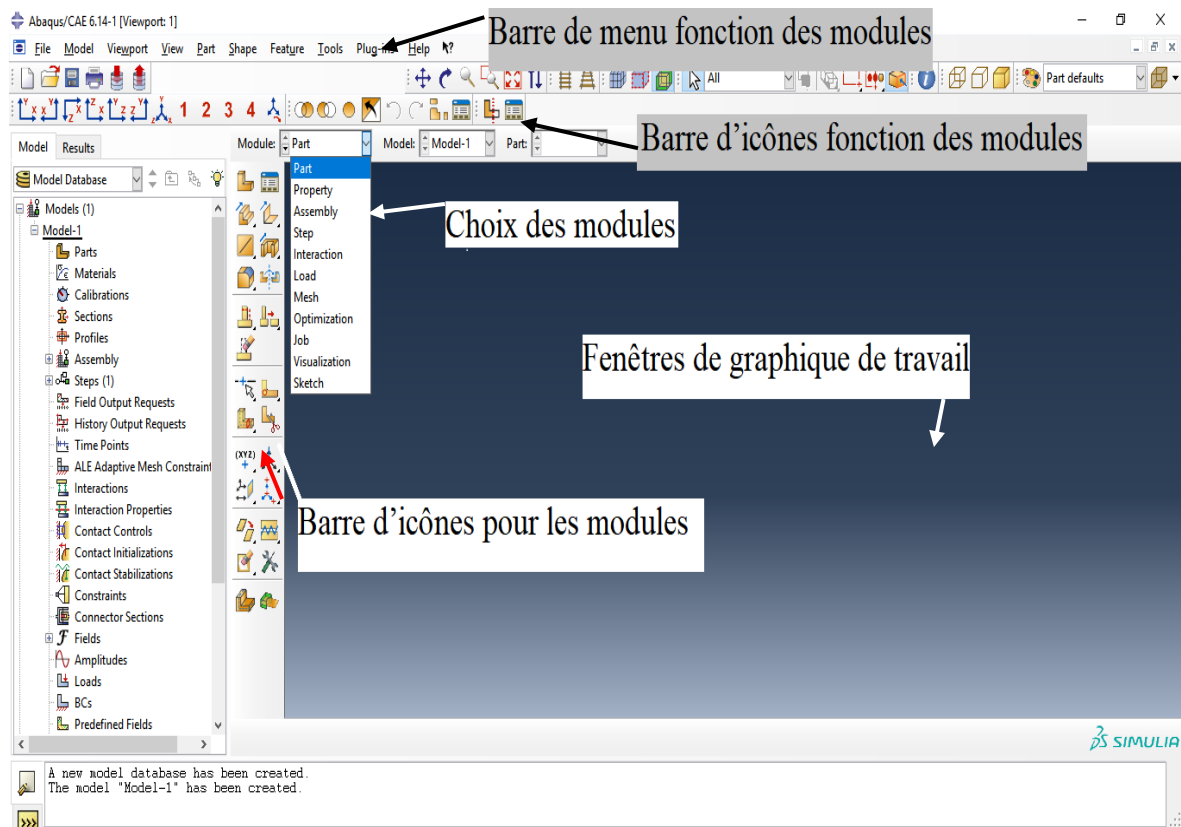 Abaqus/CAE 6.14-1 [Viewport: 1]
File Model Viewport View Part Shape Feature Tools Plug-ins Help
Barre de menu fonction des modules
All
Part defaults
1 2 3 4
Barre d'icônes fonction des modules
Model Results
Module: Part Model: Model-1 Part:
Model Database
Models (1)
Model-1
Parts
Materials
Calibrations
Sections
Profiles
Assembly
Steps (1)
Field Output Requests
History Output Requests
Time Points
ALE Adaptive Mesh Constraint
Interactions
Interaction Properties
Contact Controls
Contact Initializations
Contact Stabilizations
Constraints
Connector Sections
Fields
Amplitudes
Loads
BCs
Predefined Fields
Part
Property
Assembly
Step
Interaction
Load
Mesh
Optimization
Job
Visualization
Sketch
(XYZ)
Choix des modules
Fenêtres de graphique de travail
Barre d'icônes pour les modules
SIMULIA
A new model database has been created.
The model "Model-1" has been created.
>>>